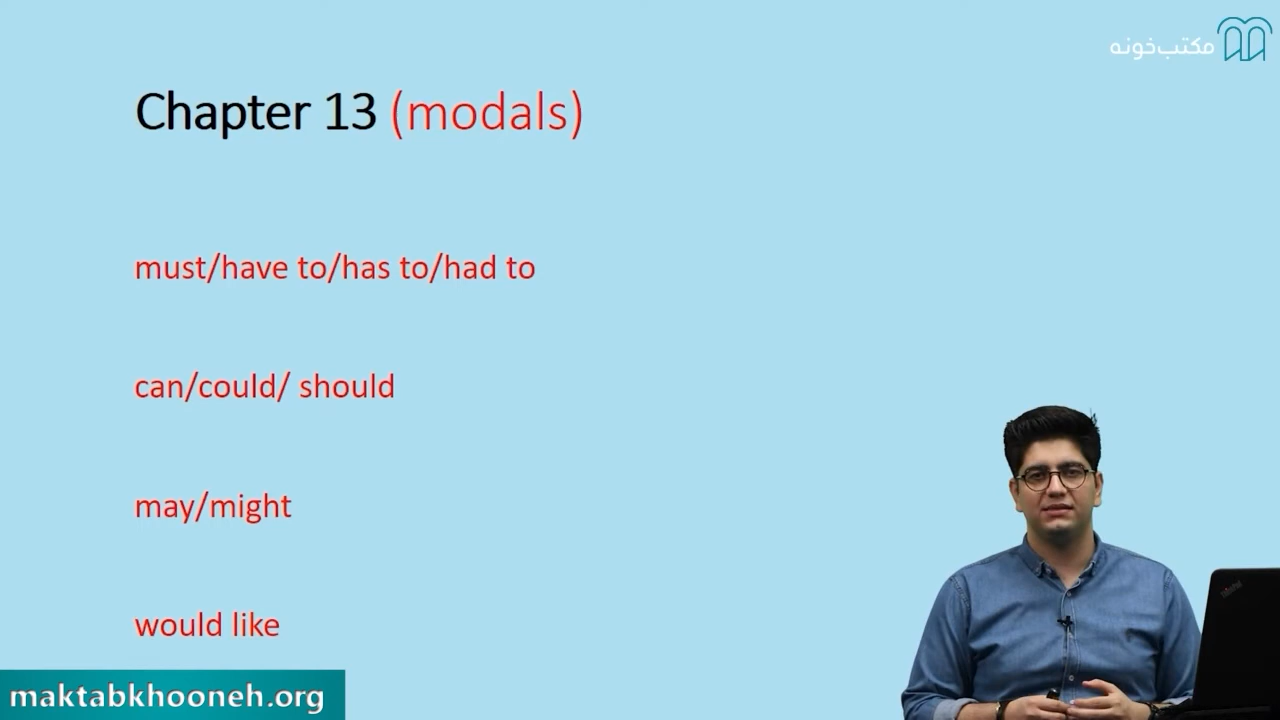 مکتب‌خونه
Chapter 13 (modals)
must/have to/has to/had to
can/could/ should
may/might
would like
maktabkhooneh.org